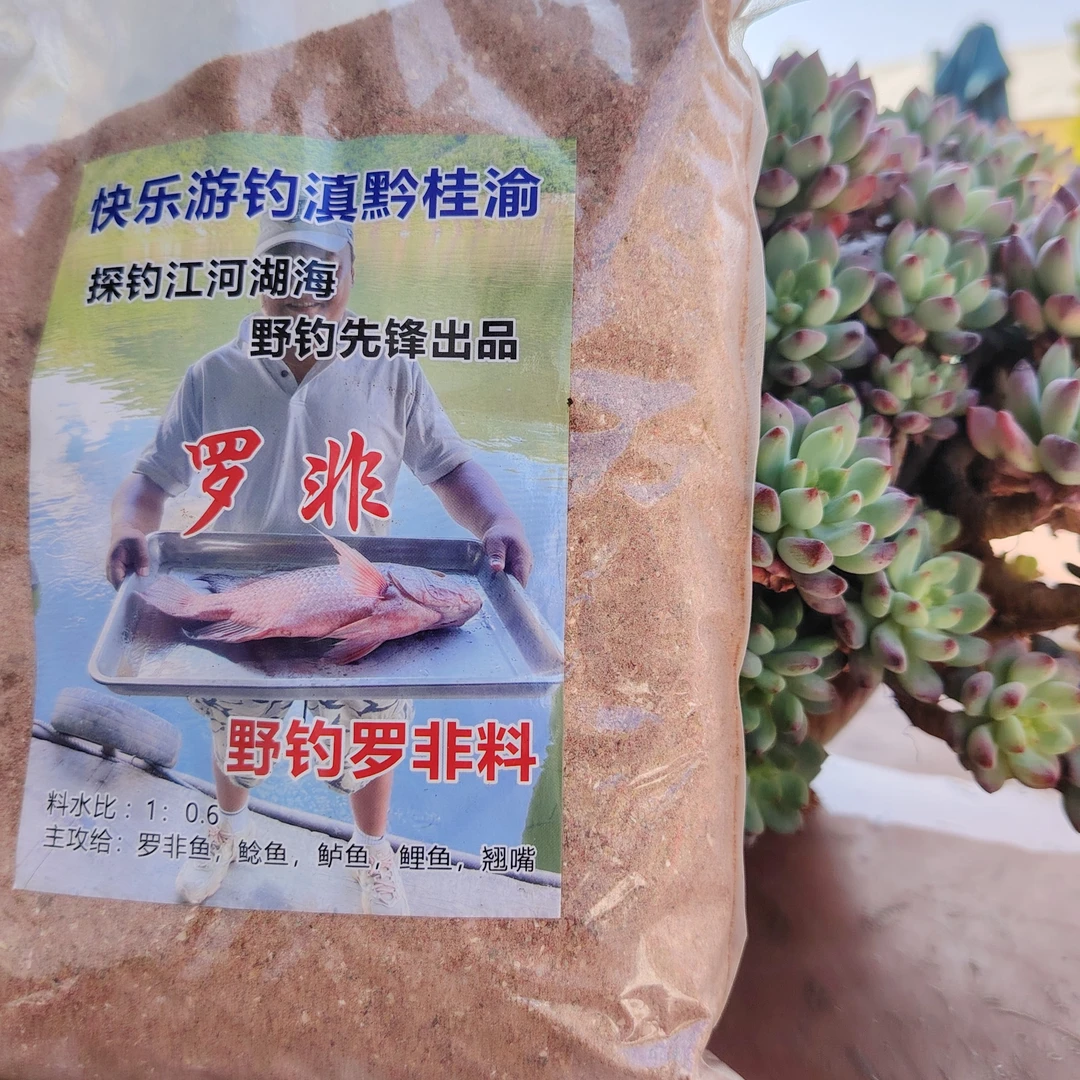 快乐游钓滇黔桂渝
探钓江河湖海
野钓先锋出品
罗非
野钓罗非料
料水比：1：0.6
主攻给：罗非鱼，鲶鱼，鲈鱼，鲤鱼，翘嘴